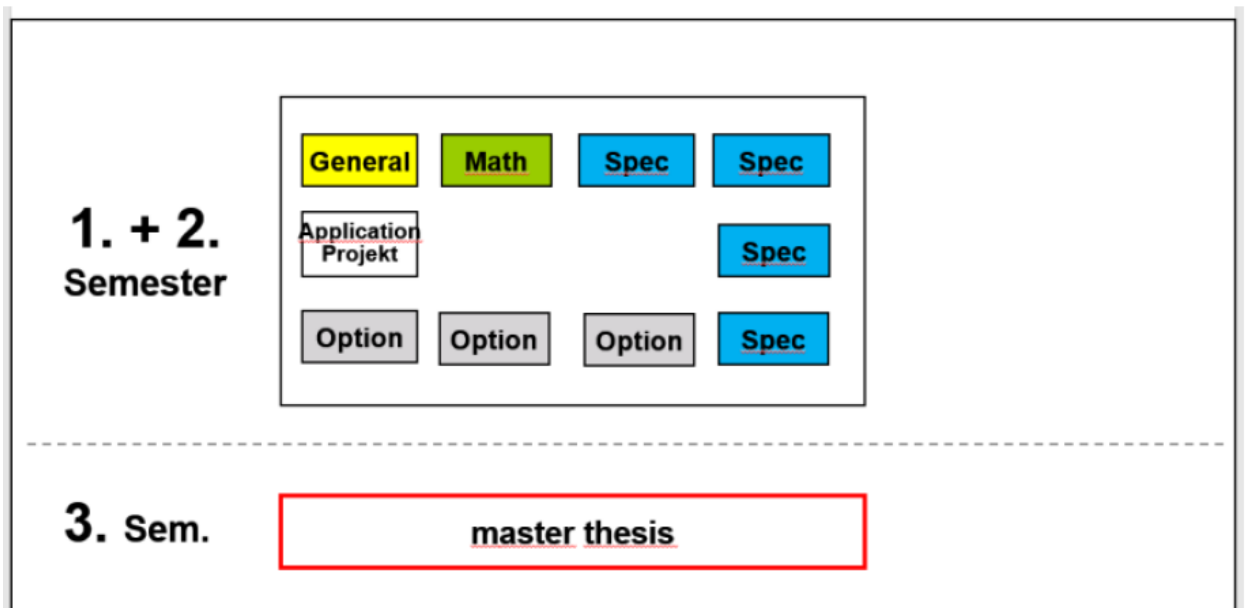 General Math Spec Spec
1. + 2.
Semester
Application
Projekt
Spec
Option Option Option Spec
3. Sem.
master thesis